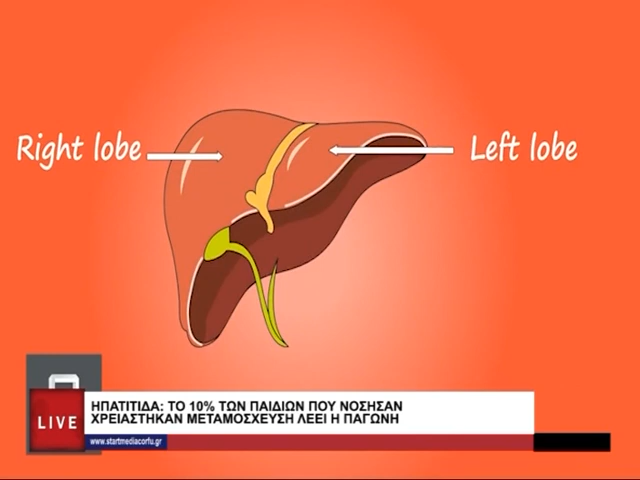 Right lobe
Left lobe
ΗΠΑΤΙΤΙΔΑ: ΤΟ 10% ΤΩΝ ΠΑΙΔΙΩΝ ΠΟΥ ΝΟΣΗΣΑΝ
ΧΡΕΙΑΣΤΗΚΑΝ ΜΕΤΑΜΟΣΧΕΥΣΗ ΛΕΕΙ Η ΠΑΓΩΝΗ
LIVE
www.startmediacorfu.gr